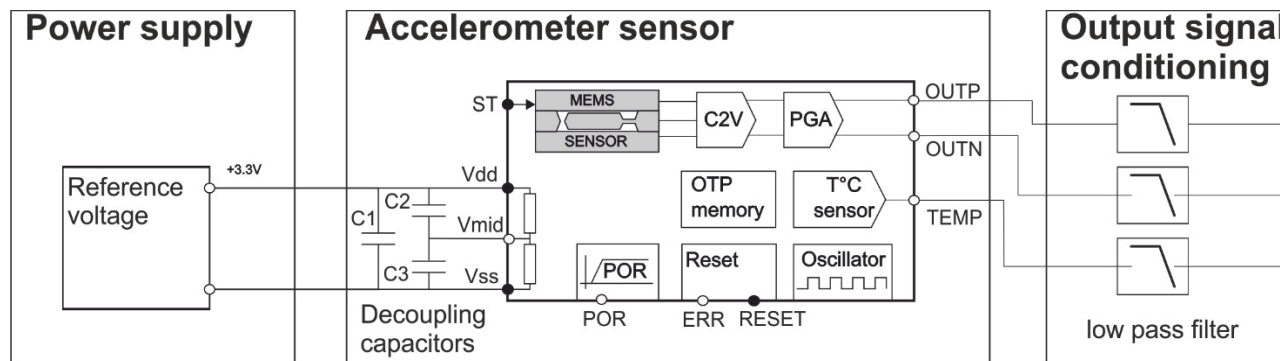 Power supply
Accelerometer sensor
Output signal
conditioning
ST
MEMS
SENSOR
C2V
PGA
OUTP
OUTN
+3.3V
Reference
voltage
Vdd
C2
C1
Vmid
C3
Vss
OTP
memory
T°C
sensor
TEMP
POR
Reset
Oscillator
Decoupling
capacitors
POR
ERR
RESET
low pass filter